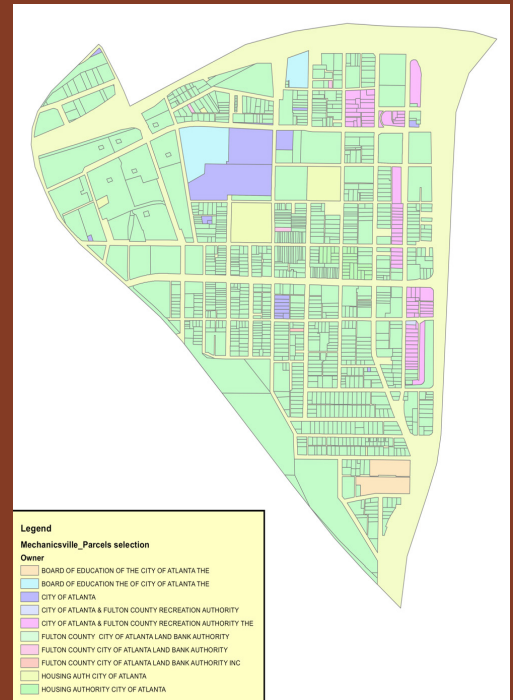 Legend
Mechanicsville_Parcels selection
Owner
BOARD OF EDUCATION OF THE CITY OF ATLANTA THE
BOARD OF EDUCATION THE OF CITY OF ATLANTA THE
CITY OF ATLANTA
CITY OF ATLANTA & FULTON COUNTY RECREATION AUTHORITY
CITY OF ATLANTA & FULTON COUNTY RECREATION AUTHORITY THE
FULTON COUNTY CITY OF ATLANTA LAND BANK AUTHORITY
FULTON COUNTY CITY OF ATLANTA LAND BANK AUTHORITY
FULTON COUNTY CITY OF ATLANTA LAND BANK AUTHORITY INC
HOUSING AUTH CITY OF ATLANTA
HOUSING AUTHORITY CITY OF ATLANTA